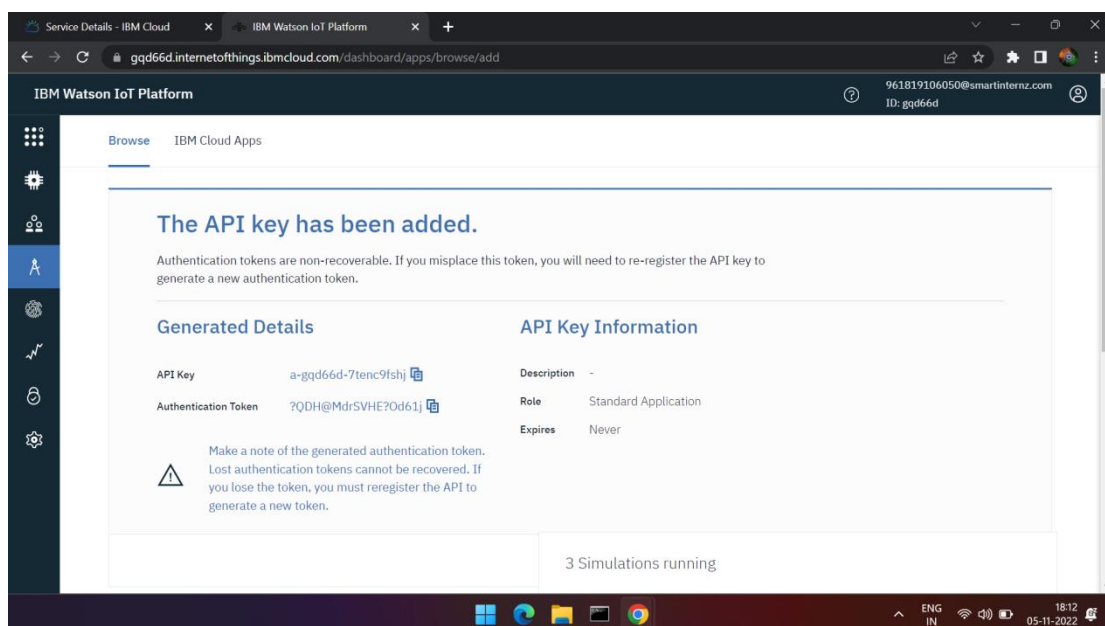 Service Details - IBM Cloud
IBM Watson IoT Platform
gqd66d.internetofthings.ibmcloud.com/dashboard/apps/browse/add
IBM Watson IoT Platform
961819106050@smartinternz.com
ID: gqd66d
Browse
IBM Cloud Apps
The API key has been added.
Authentication tokens are non-recoverable. If you misplace this token, you will need to re-register the API key to
generate a new authentication token.
Generated Details
API Key a-gqd66d-7tenc9fshj
Authentication Token ?QDH@MdrSVHE?Od61j
Make a note of the generated authentication token.
Lost authentication tokens cannot be recovered. If
you lose the token, you must reregister the API to
generate a new token.
API Key Information
Description -
Role Standard Application
Expires Never
3 Simulations running
ENG
IN
18:12
05-11-2022